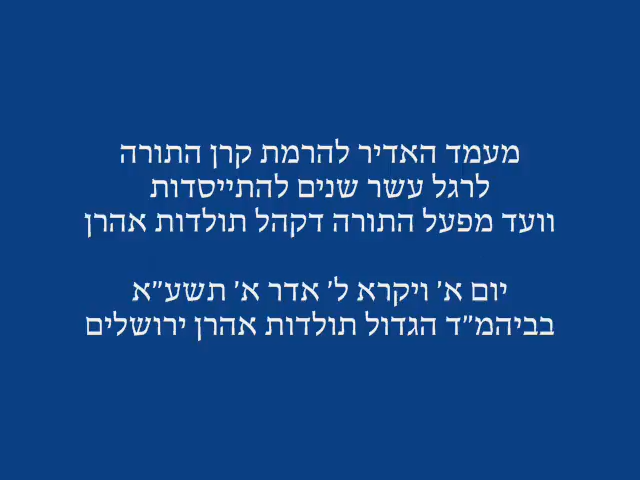 מעמד האדיר להרמת קרן התורה
לרגל עשר שנים להתייסדות
וועד מפעל התורה דקהל תולדות אהרן
יום א' ויקרא ל' אדר א' תשע"א
בביהמ"ד הגדול תולדות אהרן ירושלים